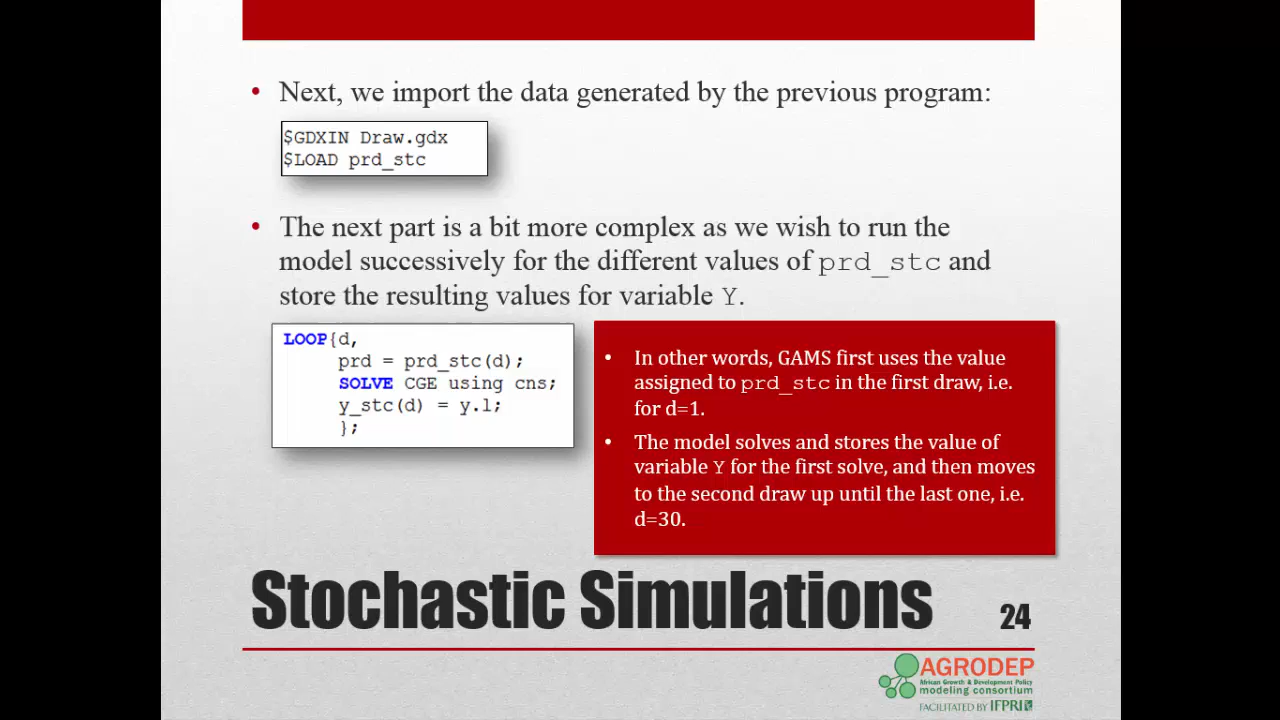 • Next, we import the data generated by the previous program:
$GDXIN Draw.gdx
$LOAD prd_stc
• The next part is a bit more complex as we wish to run the
model successively for the different values of prd_stc and
store the resulting values for variable Y.
LOOP{d,
prd = prd_stc(d);
SOLVE CGE using cns;
y_stc(d) = y.l;
};
• In other words, GAMS first uses the value
assigned to prd_stc in the first draw, i.e.
for d=1.
• The model solves and stores the value of
variable Y for the first solve, and then moves
to the second draw up until the last one, i.e.
d=30.
Stochastic Simulations
24
AGRODEP
African Growth & Development Policy
modeling consortium
FACILITATED BY IFPRI